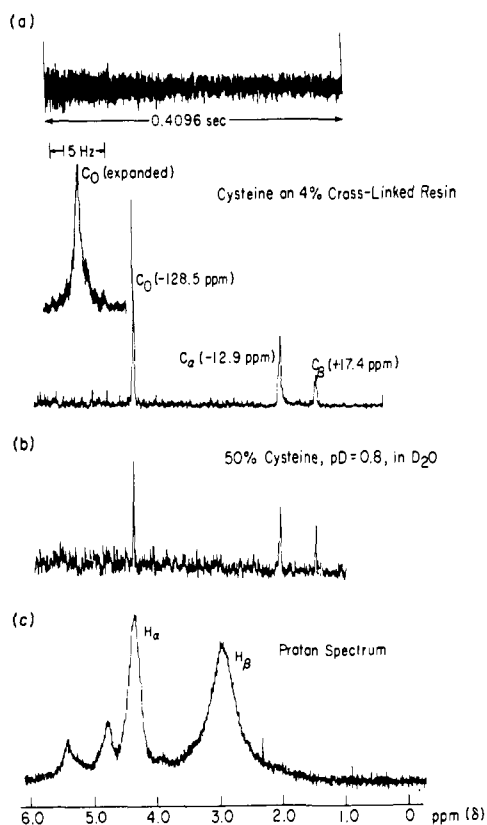 (a)
0.4096 sec
15 Hz
C₀ (expanded)
Cysteine on 4% Cross-Linked Resin
C₀ (-128.5 ppm)
Cα (-12.9 ppm)
Cβ (+17.4 ppm)
(b)
50% Cysteine, pD = 0.8, in D₂O
(c)
Hα
Hβ
Proton Spectrum
6.0 5.0 4.0 3.0 2.0 1.0 0 ppm (δ)